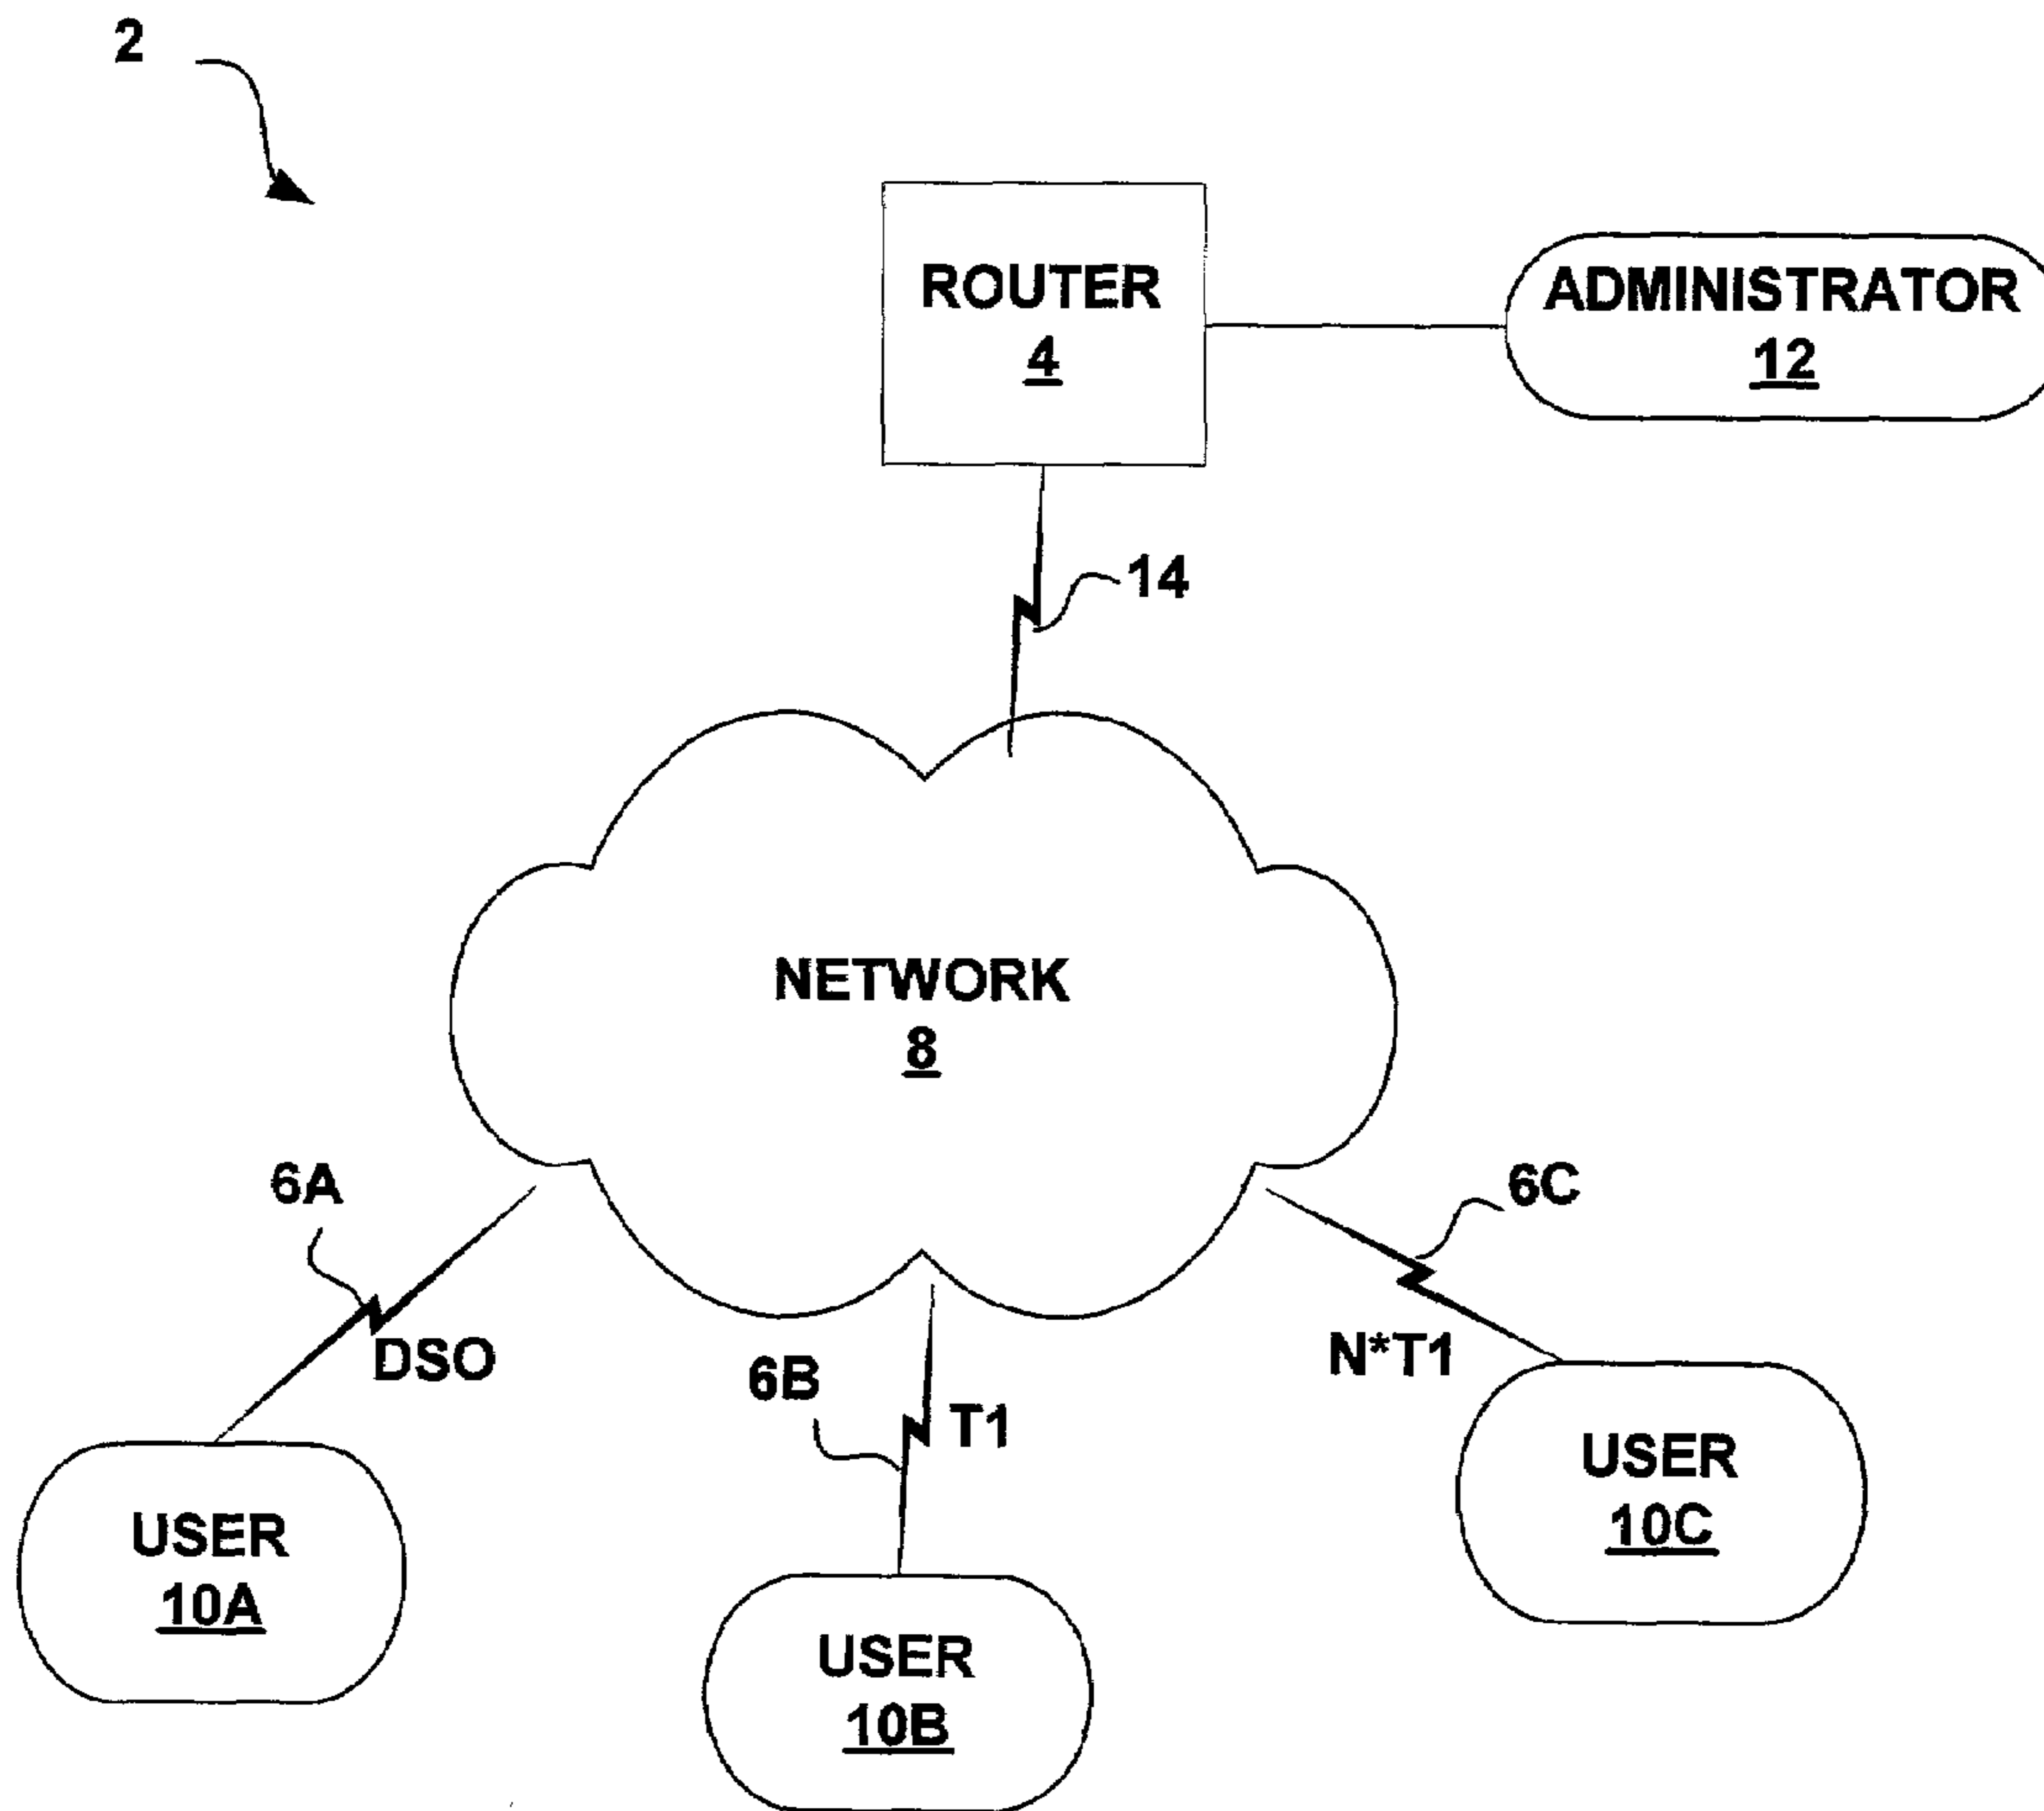 2
ROUTER
4
ADMINISTRATOR
12
14
NETWORK
8
6A
6C
DSO
6B
T1
N*T1
USER
10A
USER
10B
USER
10C